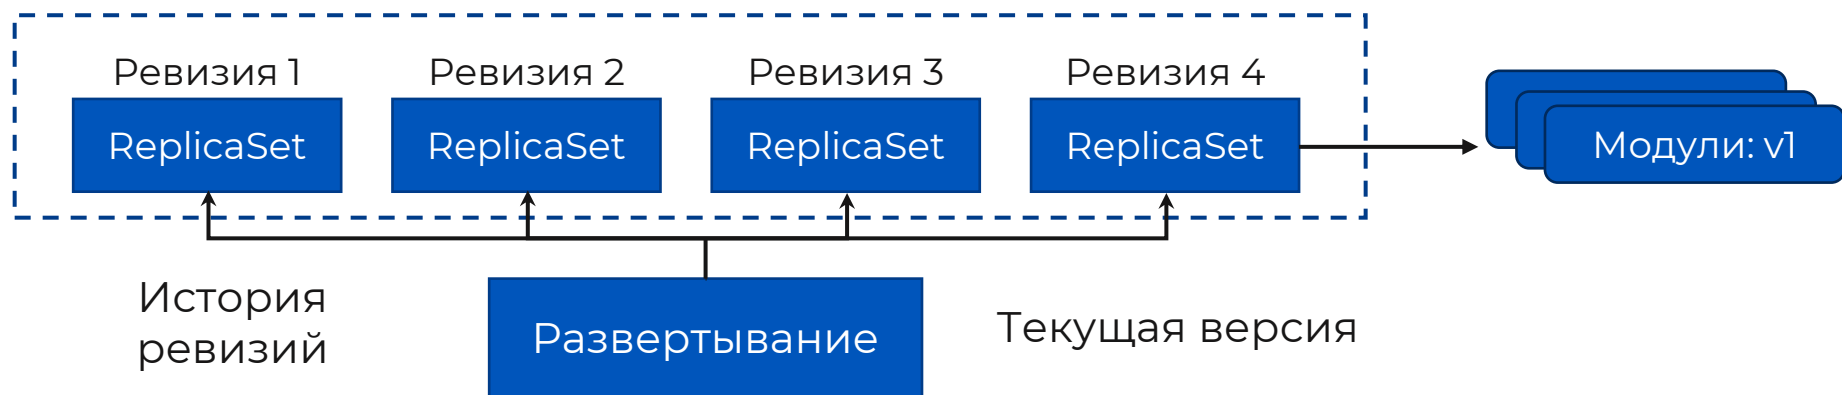 Ревизия 1
Ревизия 2
Ревизия 3
Ревизия 4
ReplicaSet
ReplicaSet
ReplicaSet
ReplicaSet
Модули: v1
История
ревизий
Развертывание
Текущая версия